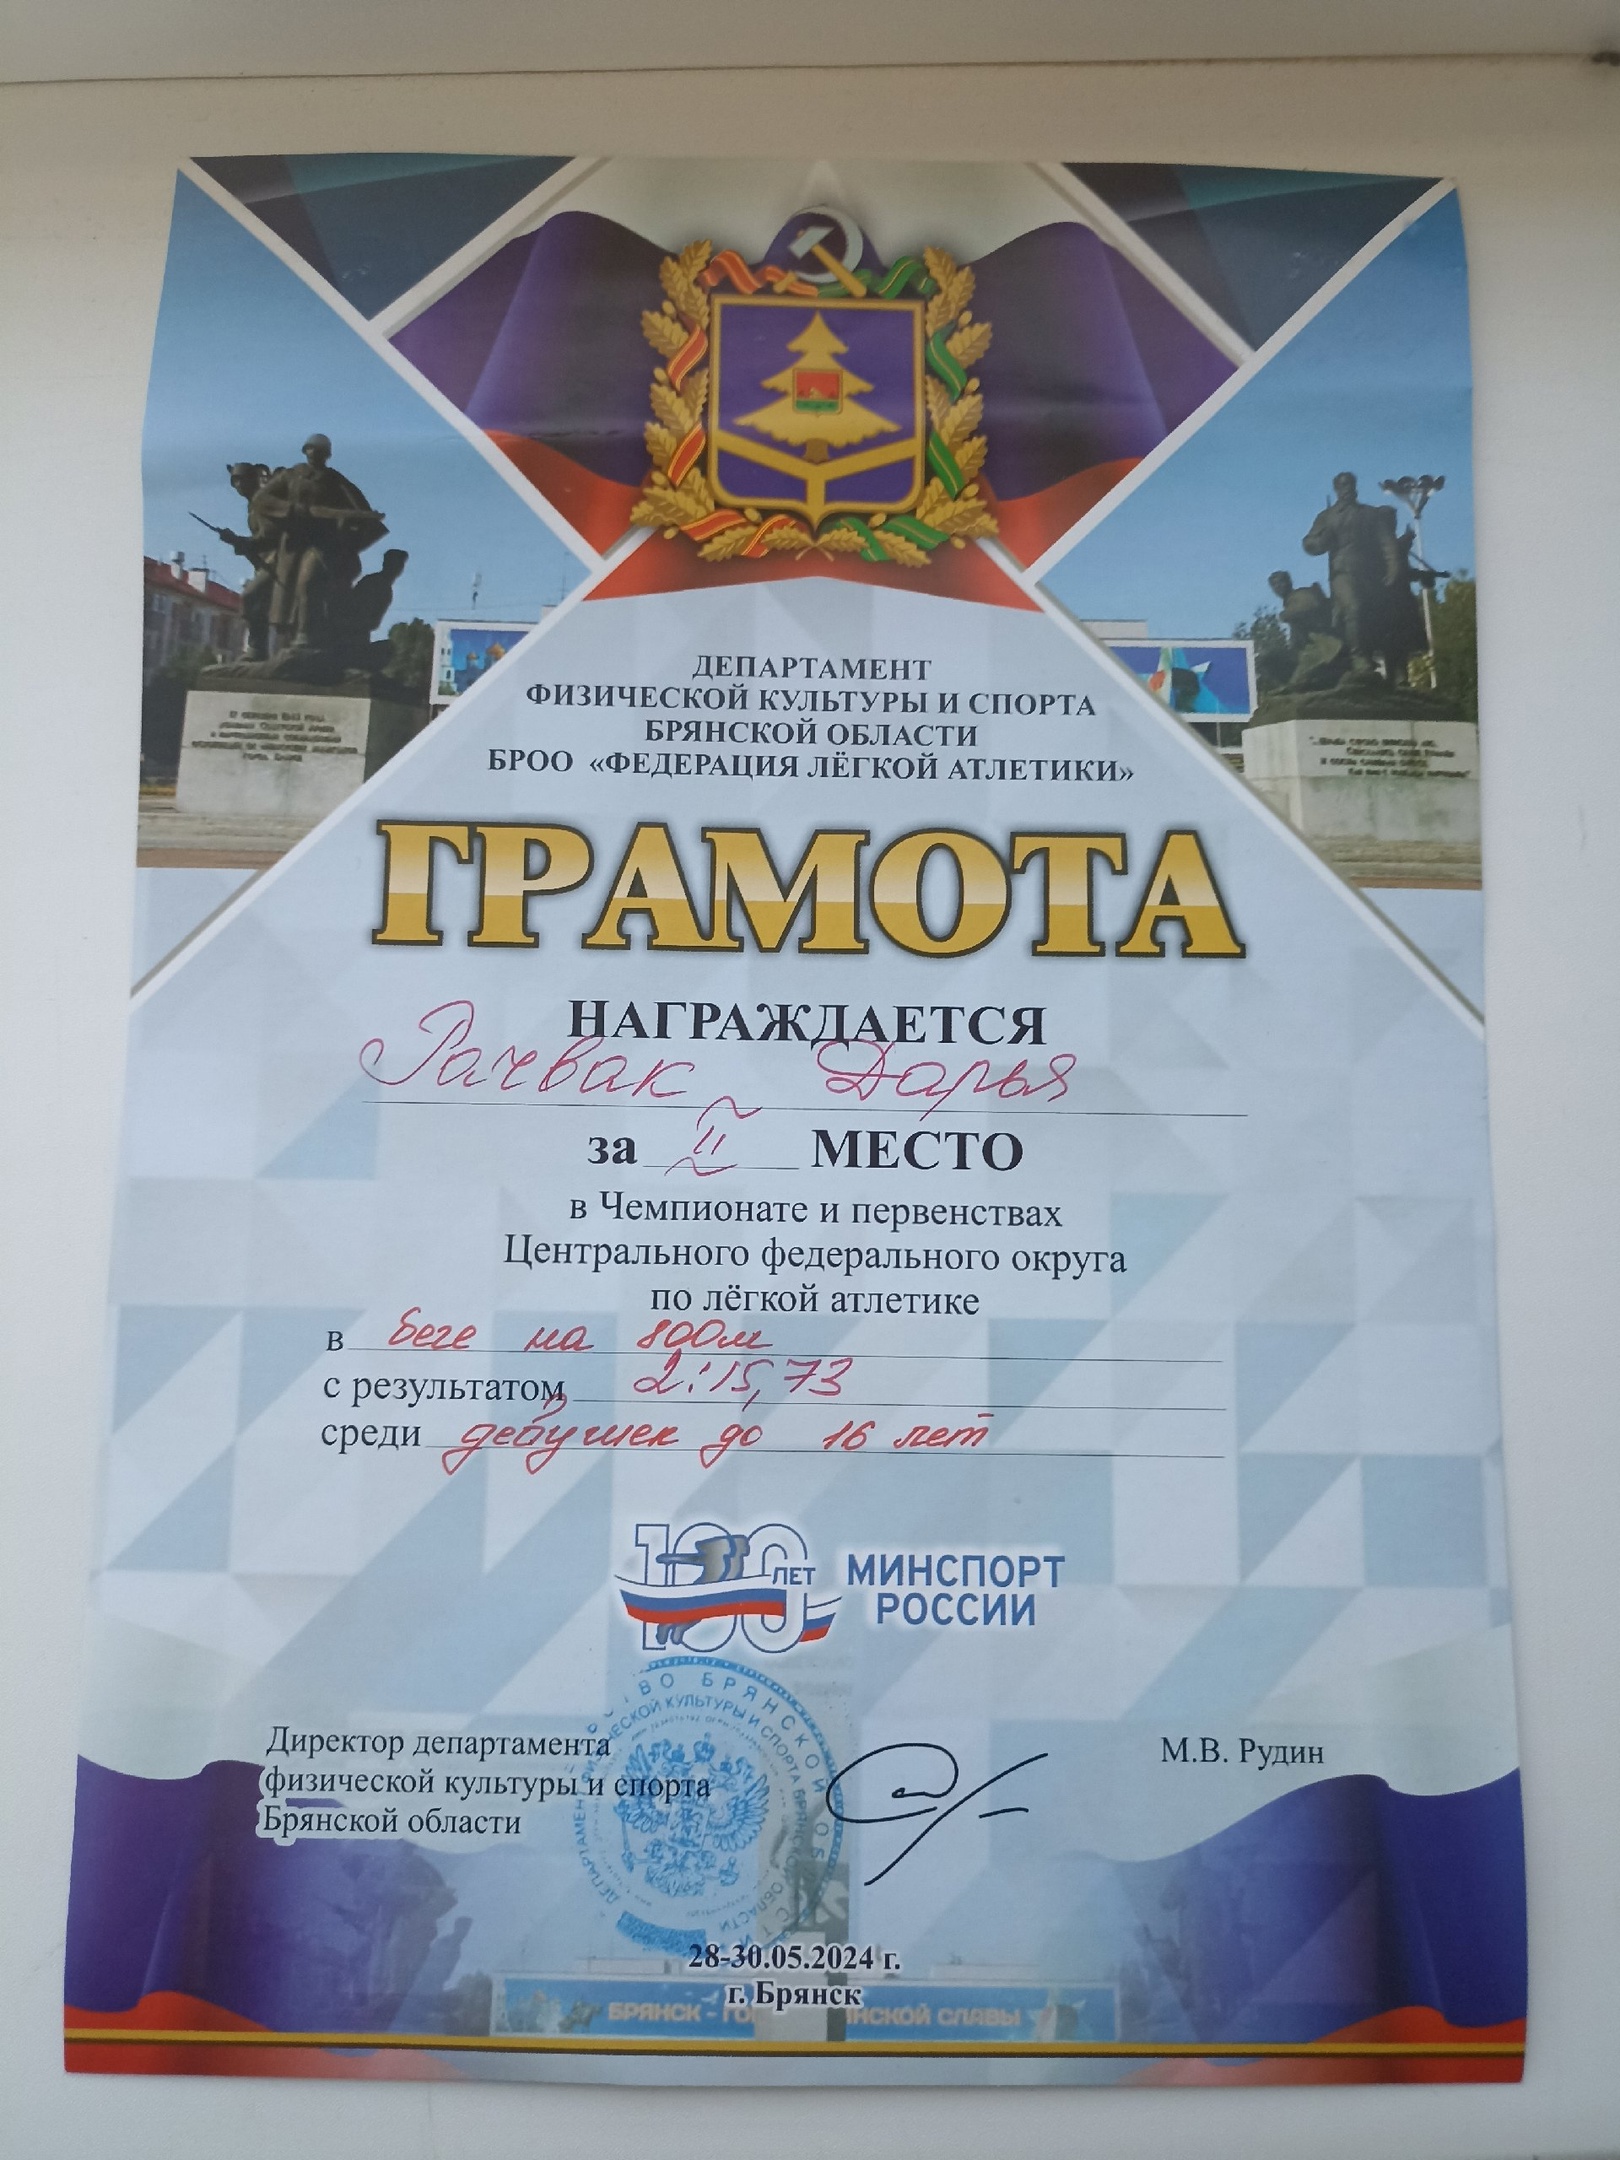 ДЕПАРТАМЕНТ
ФИЗИЧЕСКОЙ КУЛЬТУРЫ И СПОРТА
БРЯНСКОЙ ОБЛАСТИ
БРОО «ФЕДЕРАЦИЯ ЛЁГКОЙ АТЛЕТИКИ»
ГРАМОТА
НАГРАЖДАЕТСЯ
Рачвак Дарья
за II МЕСТО
в Чемпионате и первенствах
Центрального федерального округа
по лёгкой атлетике
в беге на 800м
с результатом 2:15,73
среди девушек до 16 лет
100 ЛЕТ
МИНСПОРТ
РОССИИ
Директор департамента
физической культуры и спорта
Брянской области
М.В. Рудин
28-30.05.2024 г.
г. Брянск